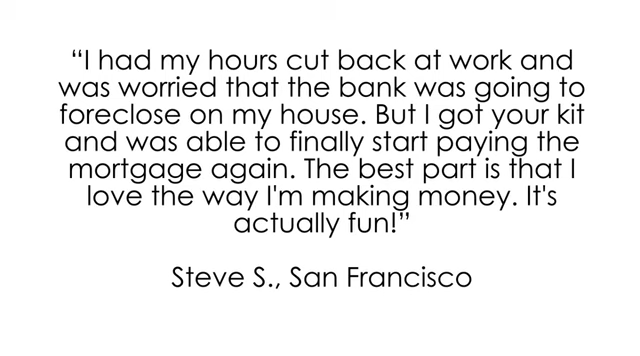 “I had my hours cut back at work and
was worried that the bank was going to
foreclose on my house. But I got your kit
and was able to finally start paying the
mortgage again. The best part is that I
love the way I'm making money. It's
actually fun!”
Steve S., San Francisco